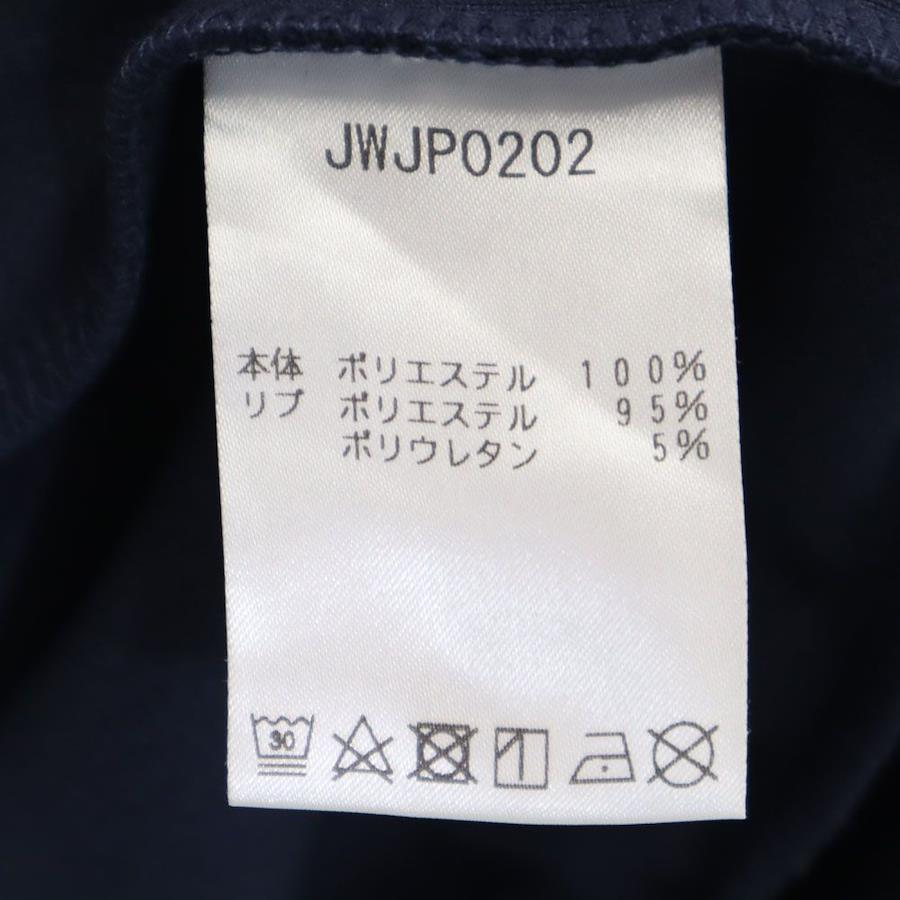 JWJP0202
本体 ポリエステル 100%
リブ ポリエステル 95%
ポリウレタン 5%
30